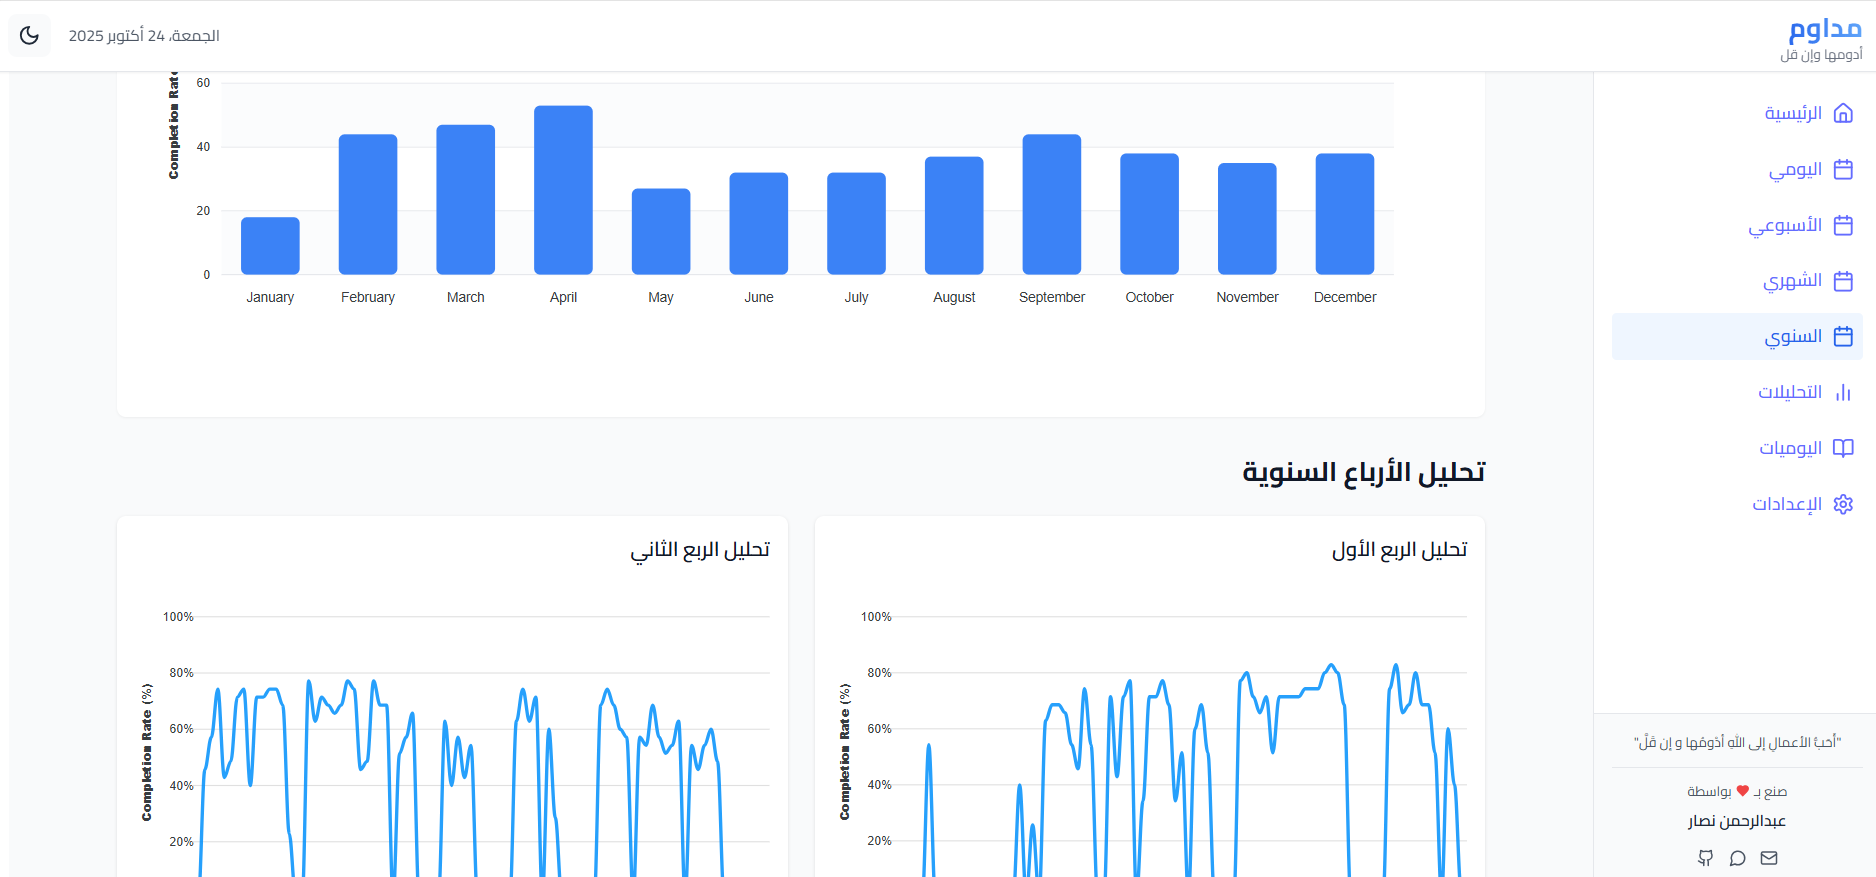 مداوم
أدومها وإن قل
الجمعة، 24 أكتوبر 2025
الرئيسية
اليومي
الأسبوعي
الشهري
السنوي
التحليلات
اليوميات
الإعدادات
"أَحَبُّ الأعمالِ إلى اللهِ أدْومُها و إن قَلَّ"
صنع بـ ❤ بواسطة
عبدالرحمن نصار
Completion Rate
60
40
20
0
January February March April May June July August September October November December
تحليل الأرباع السنوية
تحليل الربع الأول
Completion Rate (%)
100%
80%
60%
40%
20%
تحليل الربع الثاني
Completion Rate (%)
100%
80%
60%
40%
20%